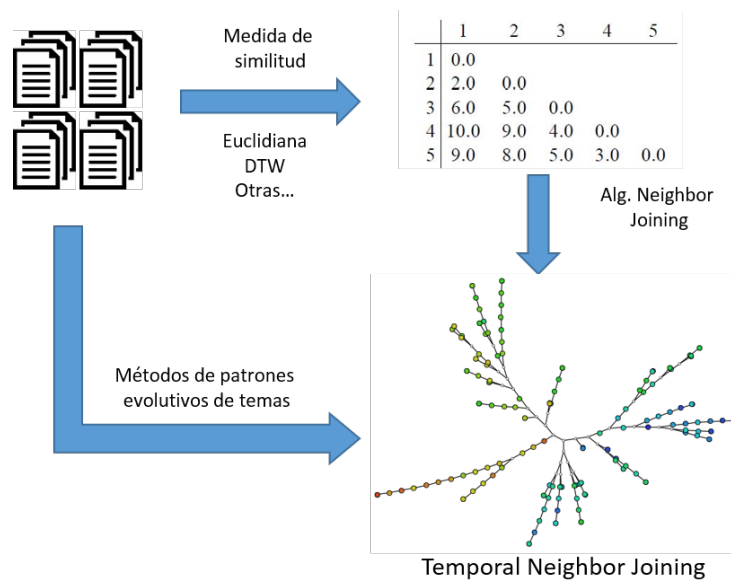 Medida de
similitud
Euclidiana
DTW
Otras...
1 2 3 4 5
1 0.0
2 2.0 0.0
3 6.0 5.0 0.0
4 10.0 9.0 4.0 0.0
5 9.0 8.0 5.0 3.0 0.0
Alg. Neighbor
Joining
Métodos de patrones
evolutivos de temas
Temporal Neighbor Joining